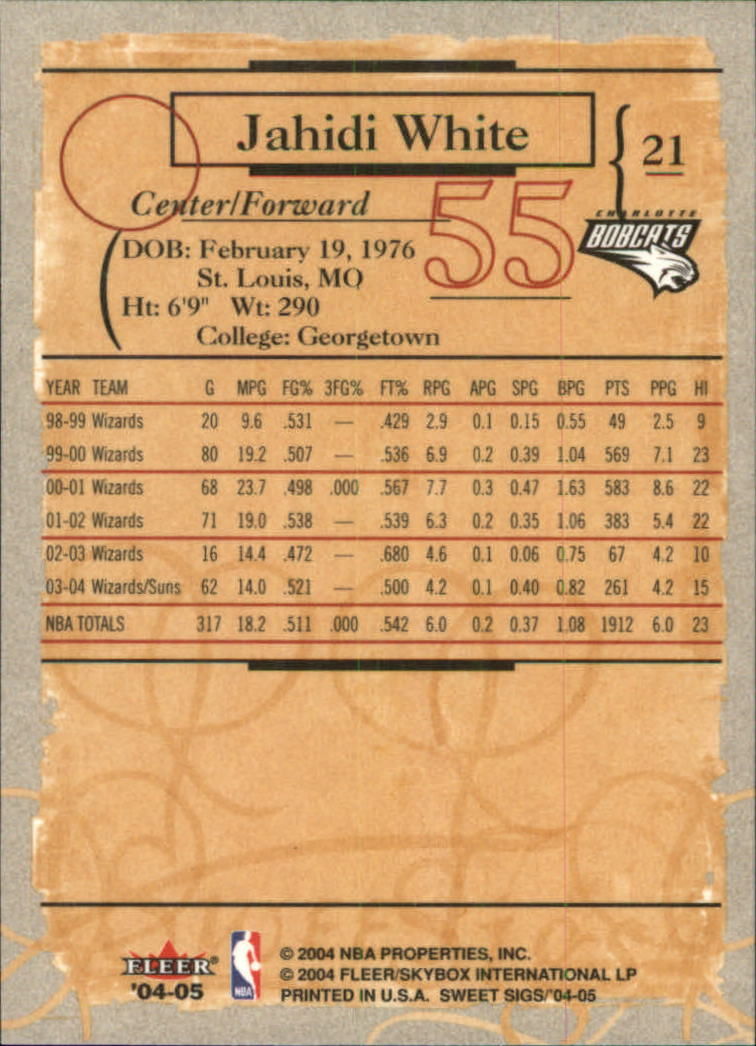 Jahidi White
21
Center/Forward
55
CHARLOTTE
BOBCATS
DOB: February 19, 1976
St. Louis, MO
Ht: 6'9" Wt: 290
College: Georgetown
YEAR TEAM G MPG FG% 3FG% FT% RPG APG SPG BPG PTS PPG HI
98-99 Wizards 20 9.6 .531 — .429 2.9 0.1 0.15 0.55 49 2.5 9
99-00 Wizards 80 19.2 .507 — .536 6.9 0.2 0.39 1.04 569 7.1 23
00-01 Wizards 68 23.7 .498 .000 .567 7.7 0.3 0.47 1.63 583 8.6 22
01-02 Wizards 71 19.0 .538 — .539 6.3 0.2 0.35 1.06 383 5.4 22
02-03 Wizards 16 14.4 .472 — .680 4.6 0.1 0.06 0.75 67 4.2 10
03-04 Wizards/Suns 62 14.0 .521 — .500 4.2 0.1 0.40 0.82 261 4.2 15
NBA TOTALS 317 18.2 .511 .000 .542 6.0 0.2 0.37 1.08 1912 6.0 23
FLEER®
'04-05
NBA
© 2004 NBA PROPERTIES, INC.
© 2004 FLEER/SKYBOX INTERNATIONAL LP
PRINTED IN U.S.A. SWEET SIGS/'04-05